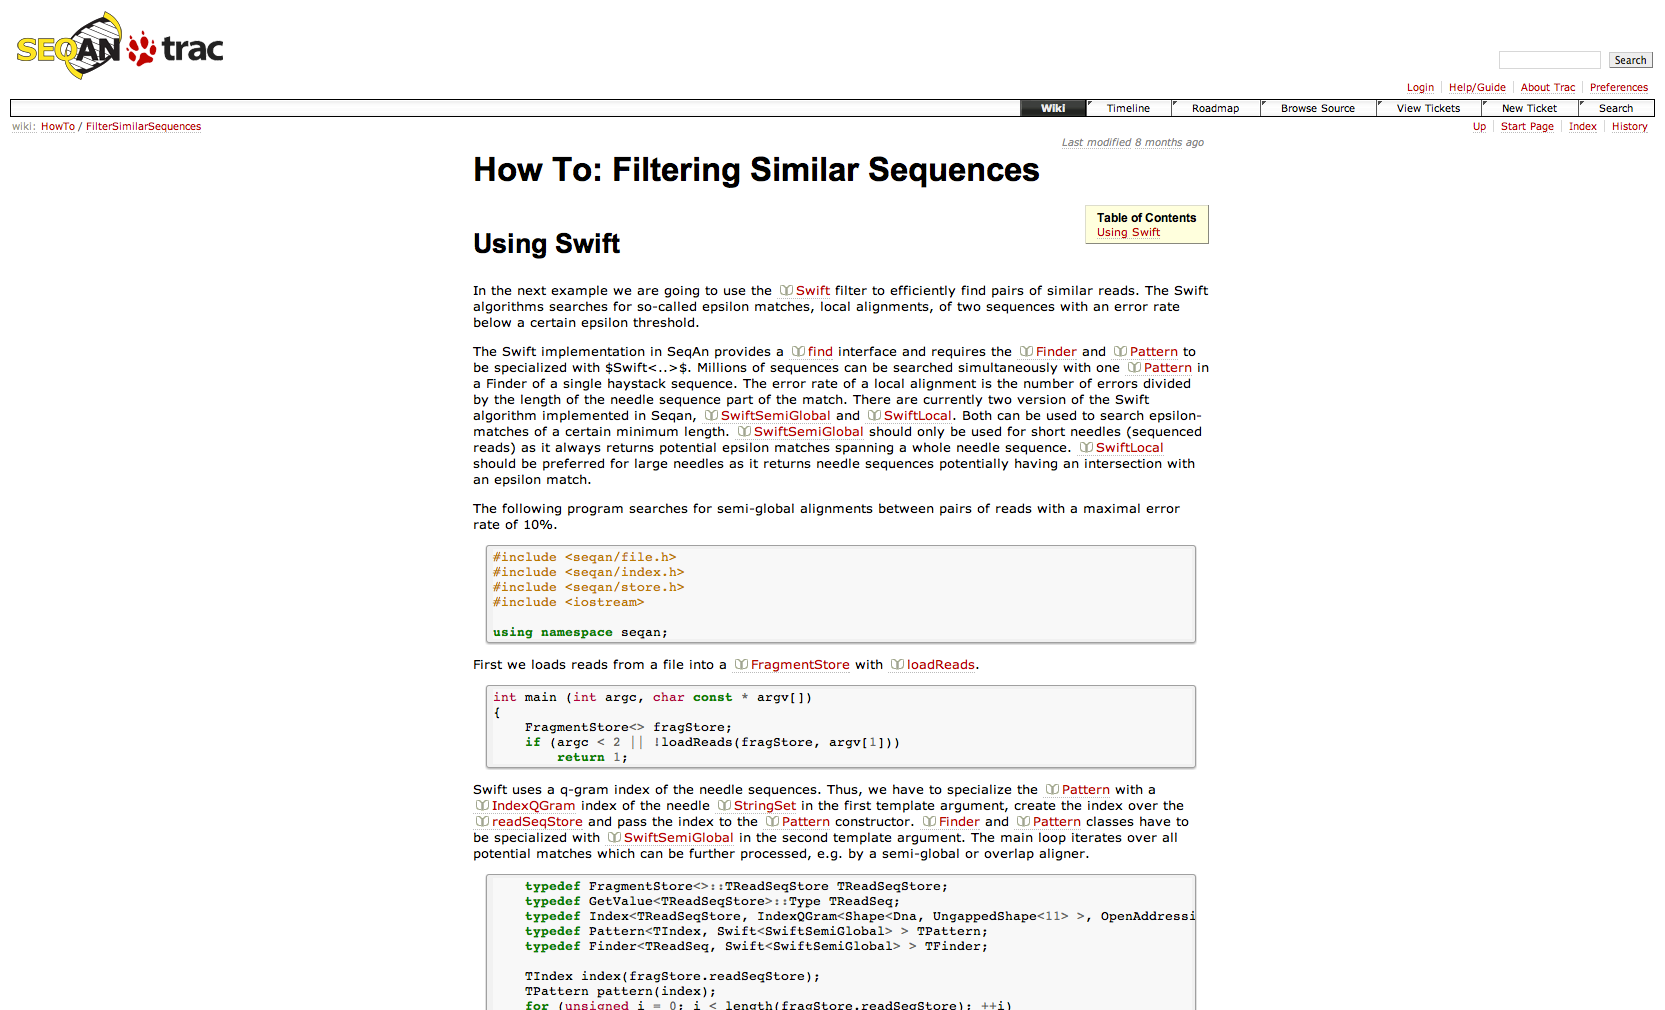 SEQAN trac
Search
Login Help/Guide About Trac Preferences
Wiki Timeline Roadmap Browse Source View Tickets New Ticket Search
wiki: HowTo / FilterSimilarSequences
Up Start Page Index History
Last modified 8 months ago
How To: Filtering Similar Sequences
Table of Contents
Using Swift
Using Swift
In the next example we are going to use the Swift filter to efficiently find pairs of similar reads. The Swift
algorithms searches for so-called epsilon matches, local alignments, of two sequences with an error rate
below a certain epsilon threshold.
The Swift implementation in SeqAn provides a find interface and requires the Finder and Pattern to
be specialized with $Swift<..>$. Millions of sequences can be searched simultaneously with one Pattern in
a Finder of a single haystack sequence. The error rate of a local alignment is the number of errors divided
by the length of the needle sequence part of the match. There are currently two version of the Swift
algorithm implemented in Seqan, SwiftSemiGlobal and SwiftLocal. Both can be used to search epsilon-
matches of a certain minimum length. SwiftSemiGlobal should only be used for short needles (sequenced
reads) as it always returns potential epsilon matches spanning a whole needle sequence. SwiftLocal
should be preferred for large needles as it returns needle sequences potentially having an intersection with
an epsilon match.
The following program searches for semi-global alignments between pairs of reads with a maximal error
rate of 10%.
#include <seqan/file.h>
#include <seqan/index.h>
#include <seqan/store.h>
#include <iostream>
using namespace seqan;
First we loads reads from a file into a FragmentStore with loadReads.
int main (int argc, char const * argv[])
{
FragmentStore<> fragStore;
if (argc < 2 || !loadReads(fragStore, argv[1]))
return 1;
Swift uses a q-gram index of the needle sequences. Thus, we have to specialize the Pattern with a
IndexQGram index of the needle StringSet in the first template argument, create the index over the
readSeqStore and pass the index to the Pattern constructor. Finder and Pattern classes have to
be specialized with SwiftSemiGlobal in the second template argument. The main loop iterates over all
potential matches which can be further processed, e.g. by a semi-global or overlap aligner.
typedef FragmentStore<>::TReadSeqStore TReadSeqStore;
typedef GetValue<TReadSeqStore>::Type TReadSeq;
typedef Index<TReadSeqStore, IndexQGram<Shape<Dna, UngappedShape<11> >, OpenAddressi
typedef Pattern<TIndex, Swift<SwiftSemiGlobal> > TPattern;
typedef Finder<TReadSeq, Swift<SwiftSemiGlobal> > TFinder;
TIndex index(fragStore.readSeqStore);
TPattern pattern(index);
for (unsigned i = 0; i < length(fragStore.readSeqStore); ++i)